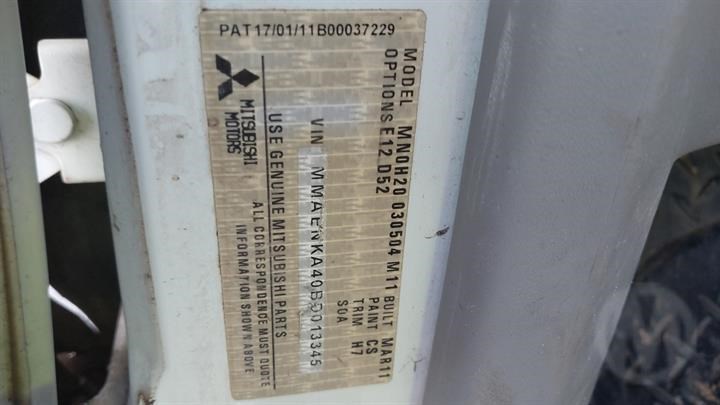 PAT17/01/11B00037229
MODEL MN0H20 030504 M11 BUILT MAR11
OPTIONS E12 D52 PAINT CS
TRIM H7
S0A
VIN MMAENKA40BD013345
USE GENUINE MITSUBISHI PARTS
ALL CORRESPONDENCE MUST QUOTE
INFORMATION SHOWN ABOVE
MITSUBISHI
MOTORS